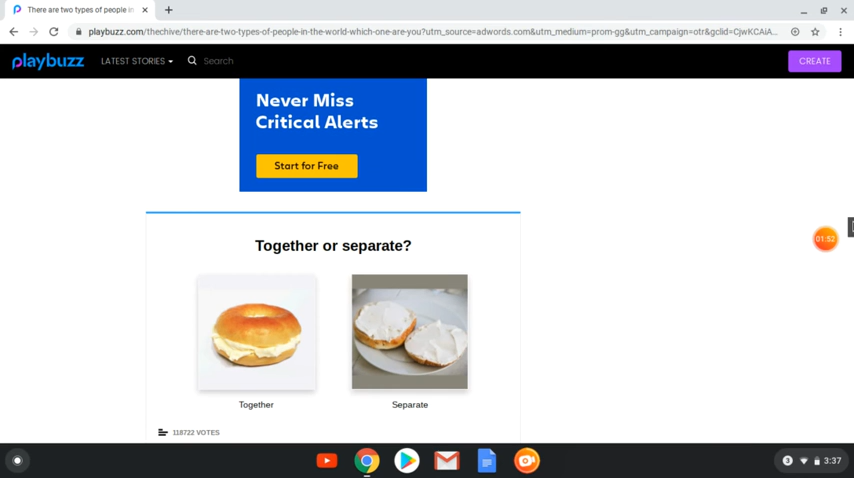 There are two types of people in
playbuzz.com/thechive/there-are-two-types-of-people-in-the-world-which-one-are-you?utm_source=adwords.com&utm_medium=prom-gg&utm_campaign=otr&gclid=CjwKCAiA...
playbuzz
LATEST STORIES
Search
CREATE
Never Miss
Critical Alerts
Start for Free
01:52
Together or separate?
Together
Separate
118722 VOTES
3
3:37